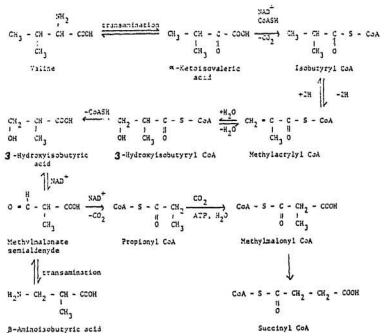 NH₂ NAD⁺
transamination CoASH
CH₃ - CH - CH - COOH CH₃ - CH - C - COOH -CO₂ CH₃ - CH - C - S - CoA
CH₃ CH₃ O CH₃ O
Valine α-Ketoisovaleric acid Isobutyryl CoA
+2H -2H
-CoASH +H₂O
CH₂ - CH - COOH CH₂ - CH - C - S - CoA -H₂O CH₂ = C - C - S - CoA
OH CH₃ OH CH₃ O CH₃ O
3-Hydroxyisobutyric acid 3-Hydroxyisobutyryl CoA Methylacrylyl CoA
NAD⁺
H NAD⁺ CO₂
O = C - CH - COOH -CO₂ CoA - S - C - CH₂ ATP, H₂O CoA - S - C - CH₂ - COOH
CH₃ O CH₃ O CH₃
Methylmalonate semialdenyde Propionyl CoA Methylmalonyl CoA
transamination
H₂N - CH₂ - CH - COOH CoA - S - C - CH₂ - CH₂ - COOH
CH₃ O
β-Aminoisobutyric acid Succinyl CoA